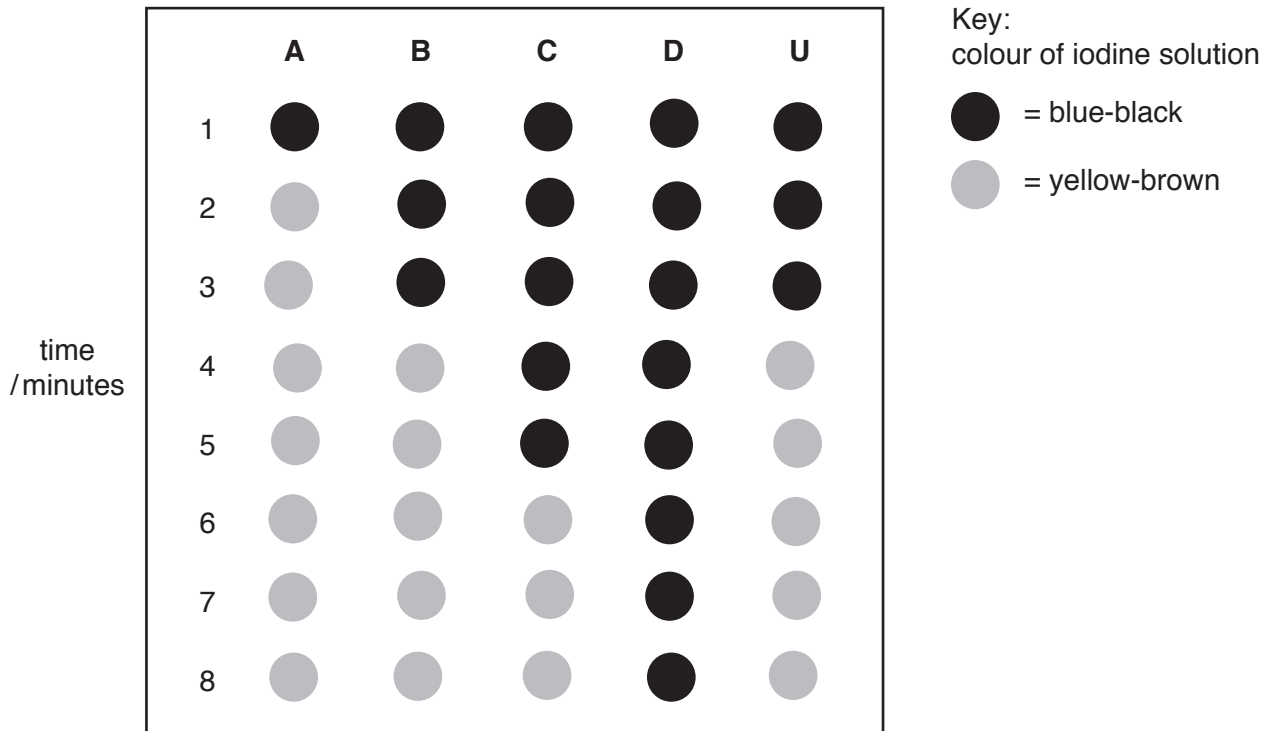 Key:
colour of iodine solution
= blue-black
= yellow-brown
A B C D U
1
2
3
4
5
6
7
8
time
/minutes